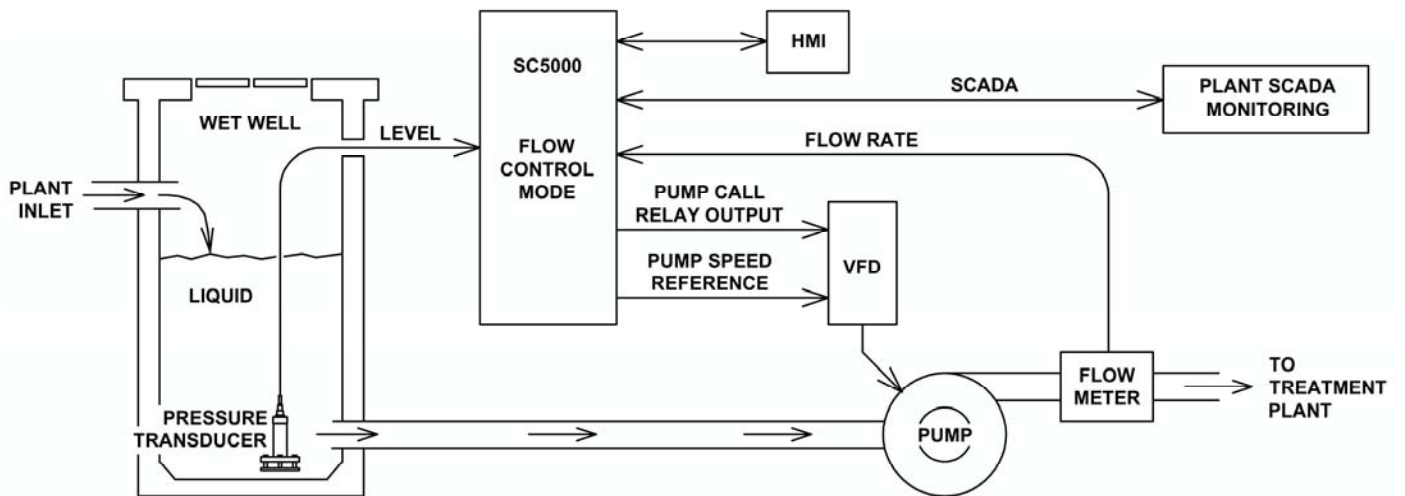 SC5000
FLOW
CONTROL
MODE
HMI
SCADA
PLANT SCADA
MONITORING
WET WELL
LEVEL
FLOW RATE
PLANT
INLET
PUMP CALL
RELAY OUTPUT
PUMP SPEED
REFERENCE
VFD
LIQUID
PRESSURE
TRANSDUCER
PUMP
FLOW
METER
TO
TREATMENT
PLANT